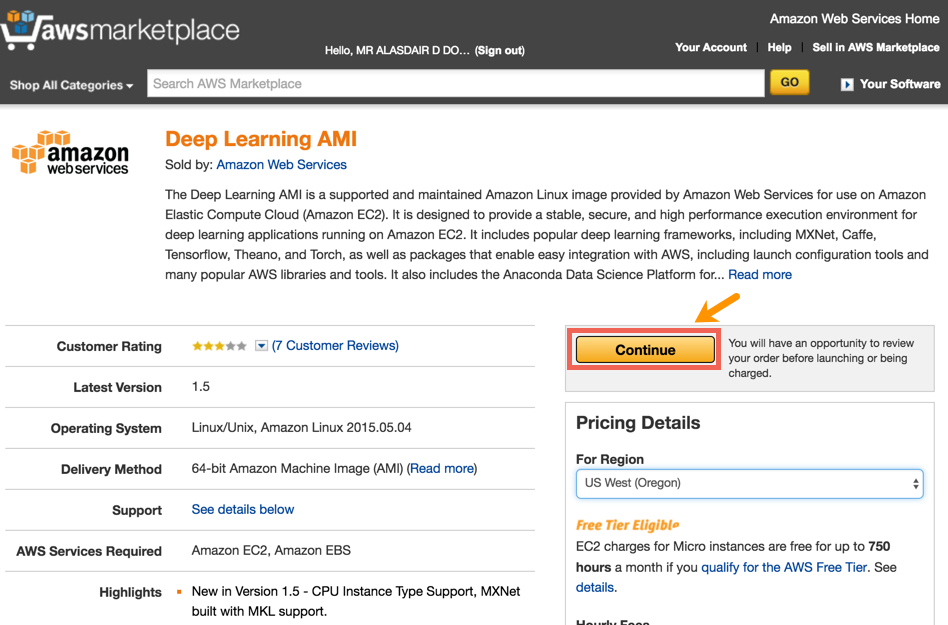 awsmarketplace
Amazon Web Services Home
Hello, MR ALASDAIR D DO... (Sign out)
Your Account | Help | Sell in AWS Marketplace
Shop All Categories
Search AWS Marketplace
GO
Your Software
amazon
web services
Deep Learning AMI
Sold by: Amazon Web Services
The Deep Learning AMI is a supported and maintained Amazon Linux image provided by Amazon Web Services for use on Amazon
Elastic Compute Cloud (Amazon EC2). It is designed to provide a stable, secure, and high performance execution environment for
deep learning applications running on Amazon EC2. It includes popular deep learning frameworks, including MXNet, Caffe,
Tensorflow, Theano, and Torch, as well as packages that enable easy integration with AWS, including launch configuration tools and
many popular AWS libraries and tools. It also includes the Anaconda Data Science Platform for... Read more
Customer Rating
(7 Customer Reviews)
Latest Version
1.5
Operating System
Linux/Unix, Amazon Linux 2015.05.04
Delivery Method
64-bit Amazon Machine Image (AMI) (Read more)
Support
See details below
AWS Services Required
Amazon EC2, Amazon EBS
Highlights
New in Version 1.5 - CPU Instance Type Support, MXNet
built with MKL support.
Continue
You will have an opportunity to review
your order before launching or being
charged.
Pricing Details
For Region
US West (Oregon)
Free Tier Eligible
EC2 charges for Micro instances are free for up to 750
hours a month if you qualify for the AWS Free Tier. See
details.
Hourly Fees